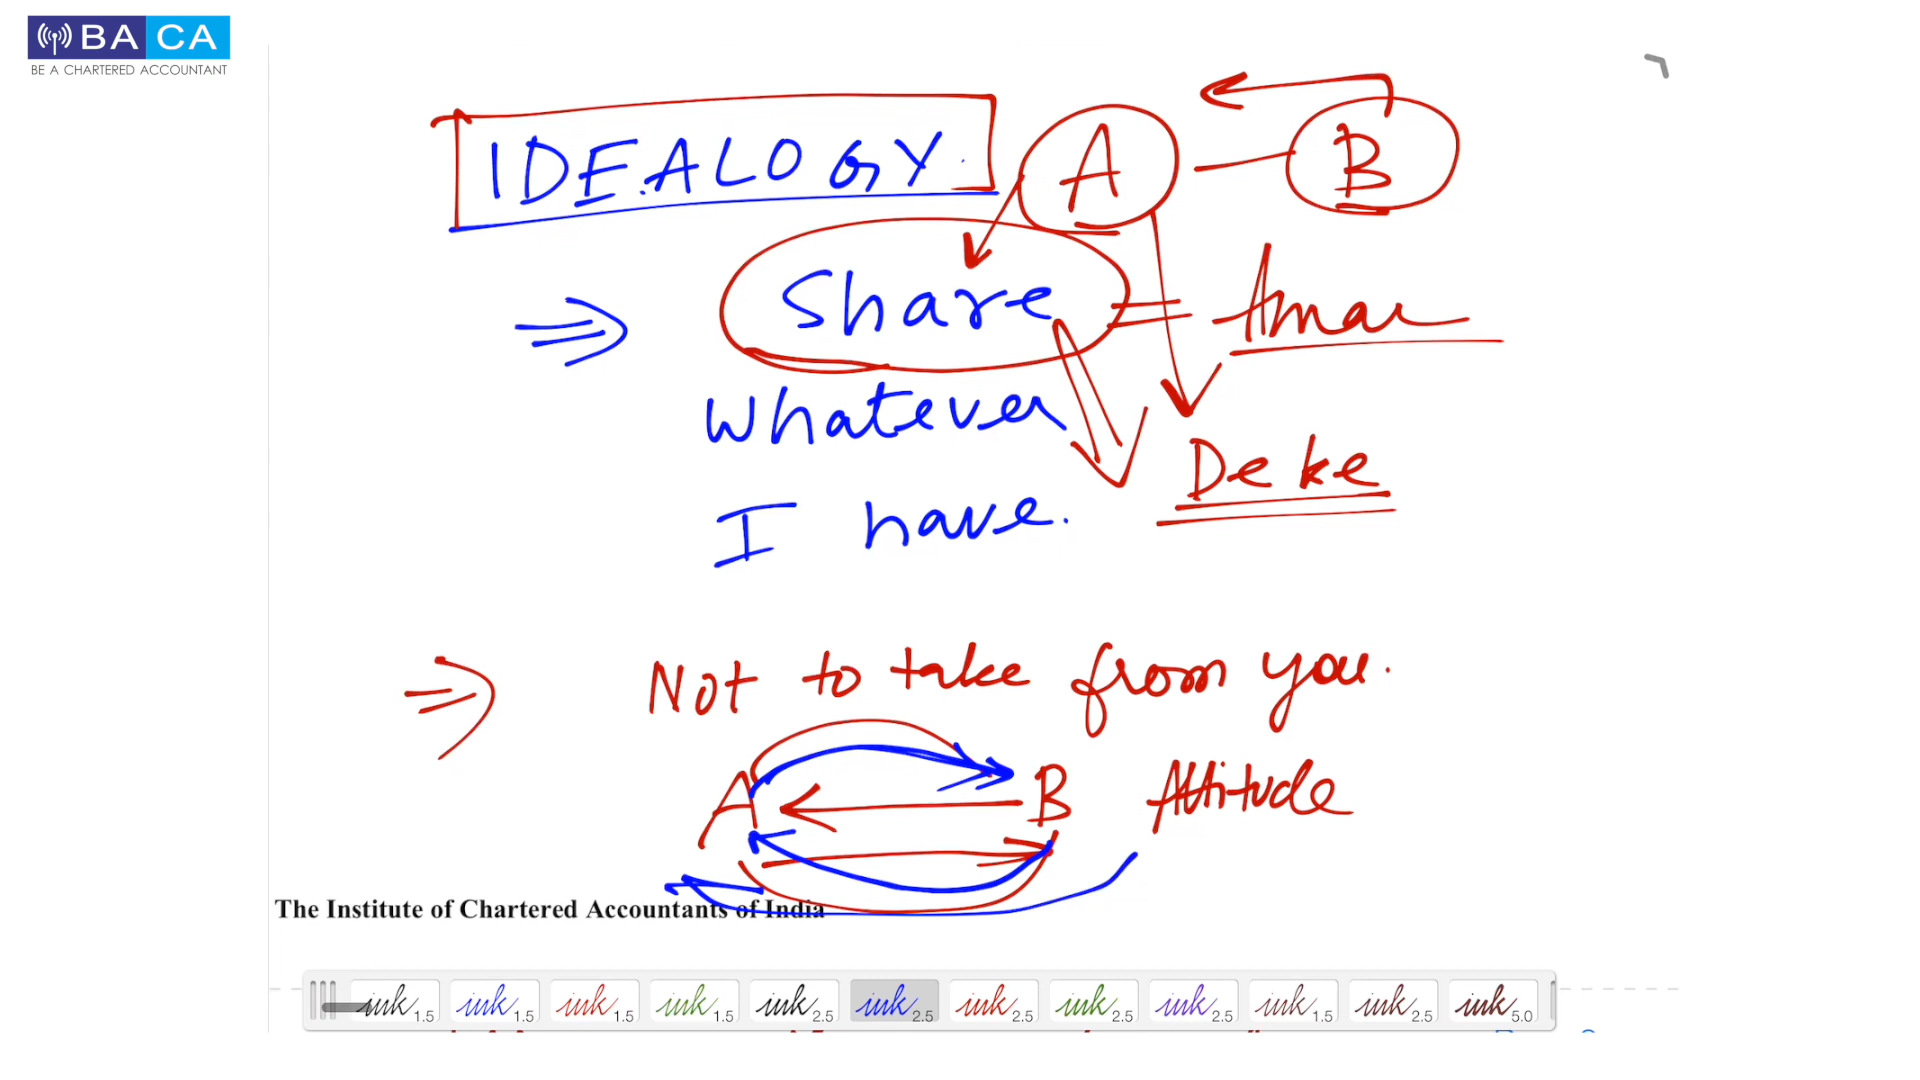 BA CA
BE A CHARTERED ACCOUNTANT
IDEALOGY. A B
Share = Amar
Whatever
Deke
I have.
Not to take from you.
A B Attitude
The Institute of Chartered Accountants of India
ink 1.5 ink 1.5 ink 1.5 ink 1.5 ink 2.5 ink 2.5 ink 2.5 ink 2.5 ink 2.5 ink 1.5 ink 2.5 ink 5.0